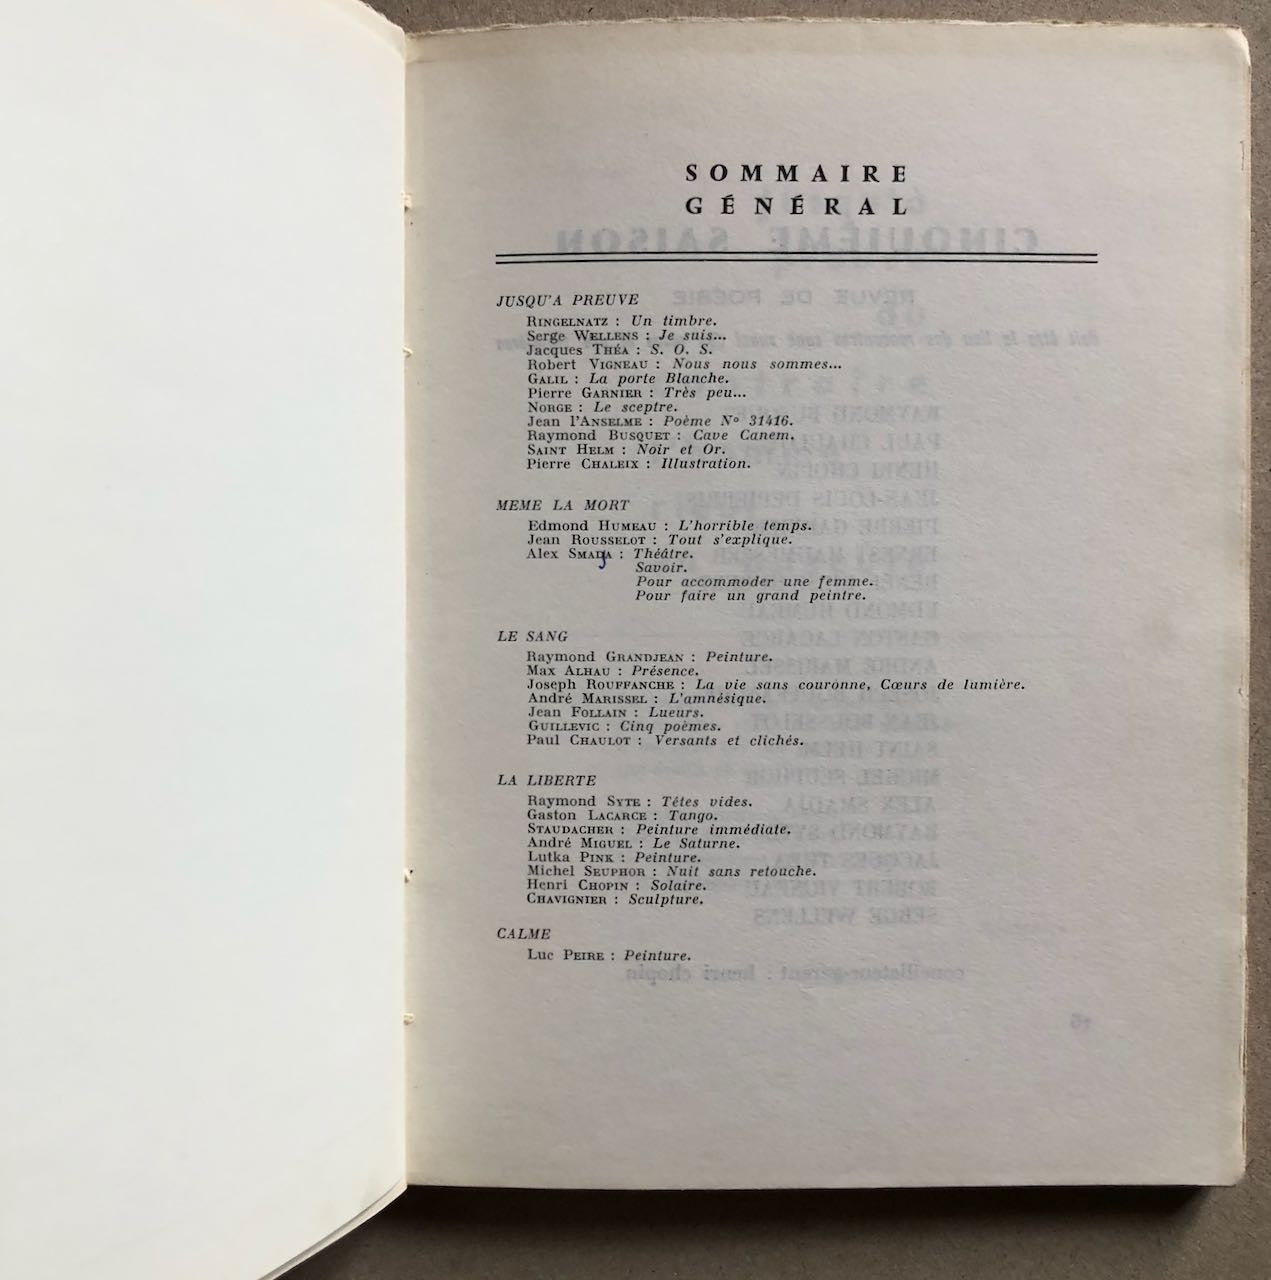 SOMMAIRE
GÉNÉRAL
JUSQU'A PREUVE
RINGELNATZ : Un timbre.
Serge WELLENS : Je suis...
Jacques THÉA : S. O. S.
Robert VIGNEAU : Nous nous sommes...
GALIL : La porte Blanche.
Pierre GARNIER : Très peu...
NORGE : Le sceptre.
Jean l'ANSELME : Poème N° 31416.
Raymond BUSQUET : Cave Canem.
SAINT HELM : Noir et Or.
Pierre CHALEIX : Illustration.
MEME LA MORT
Edmond HUMEAU : L'horrible temps.
Jean ROUSSELOT : Tout s'explique.
Alex SMADJA : Théâtre.
Savoir.
Pour accommoder une femme.
Pour faire un grand peintre.
LE SANG
Raymond GRANDJEAN : Peinture.
Max ALHAU : Présence.
Joseph ROUFFANCHE : La vie sans couronne, Cœurs de lumière.
André MARISSEL : L'amnésique.
Jean FOLLAIN : Lueurs.
GUILLEVIC : Cinq poèmes.
Paul CHAULOT : Versants et clichés.
LA LIBERTE
Raymond SYTE : Têtes vides.
Gaston LACARCE : Tango.
STAUDACHER : Peinture immédiate.
André MIGUEL : Le Saturne.
Lutka PINK : Peinture.
Michel SEUPHOR : Nuit sans retouche.
Henri CHOPIN : Solaire.
CHAVIGNIER : Sculpture.
CALME
Luc PEIRE : Peinture.